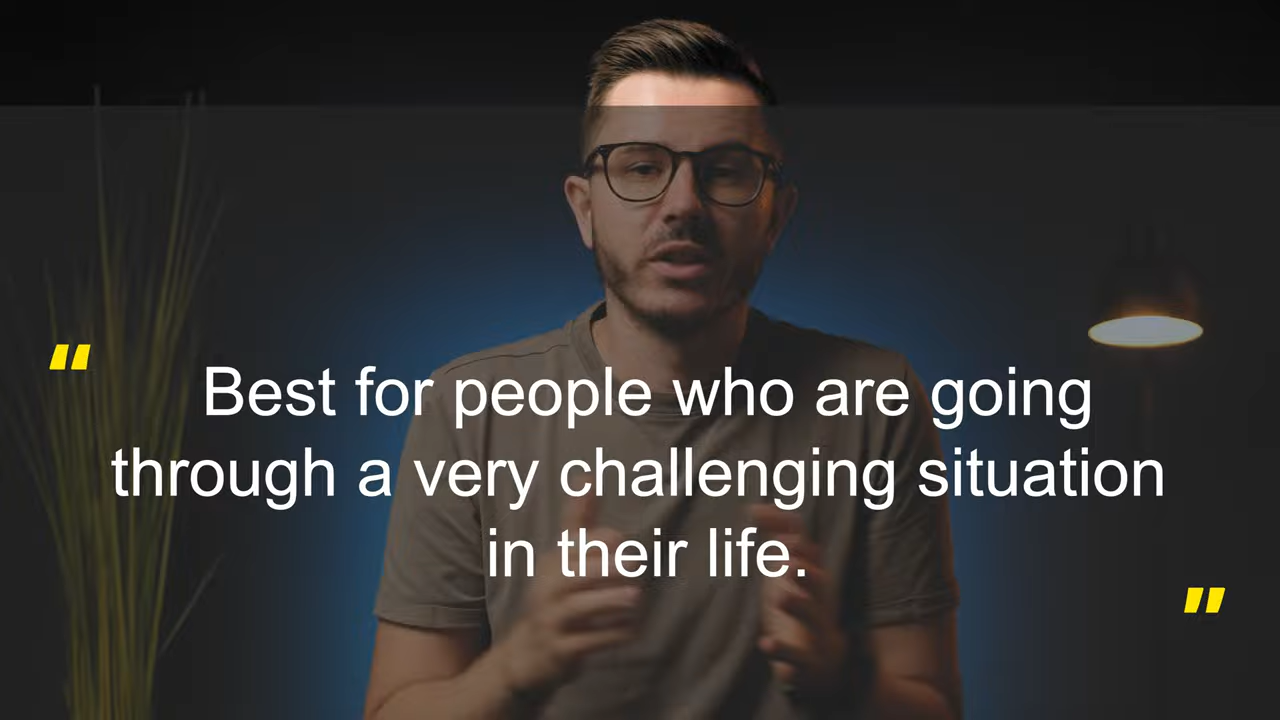 "Best for people who are going
through a very challenging situation
in their life."